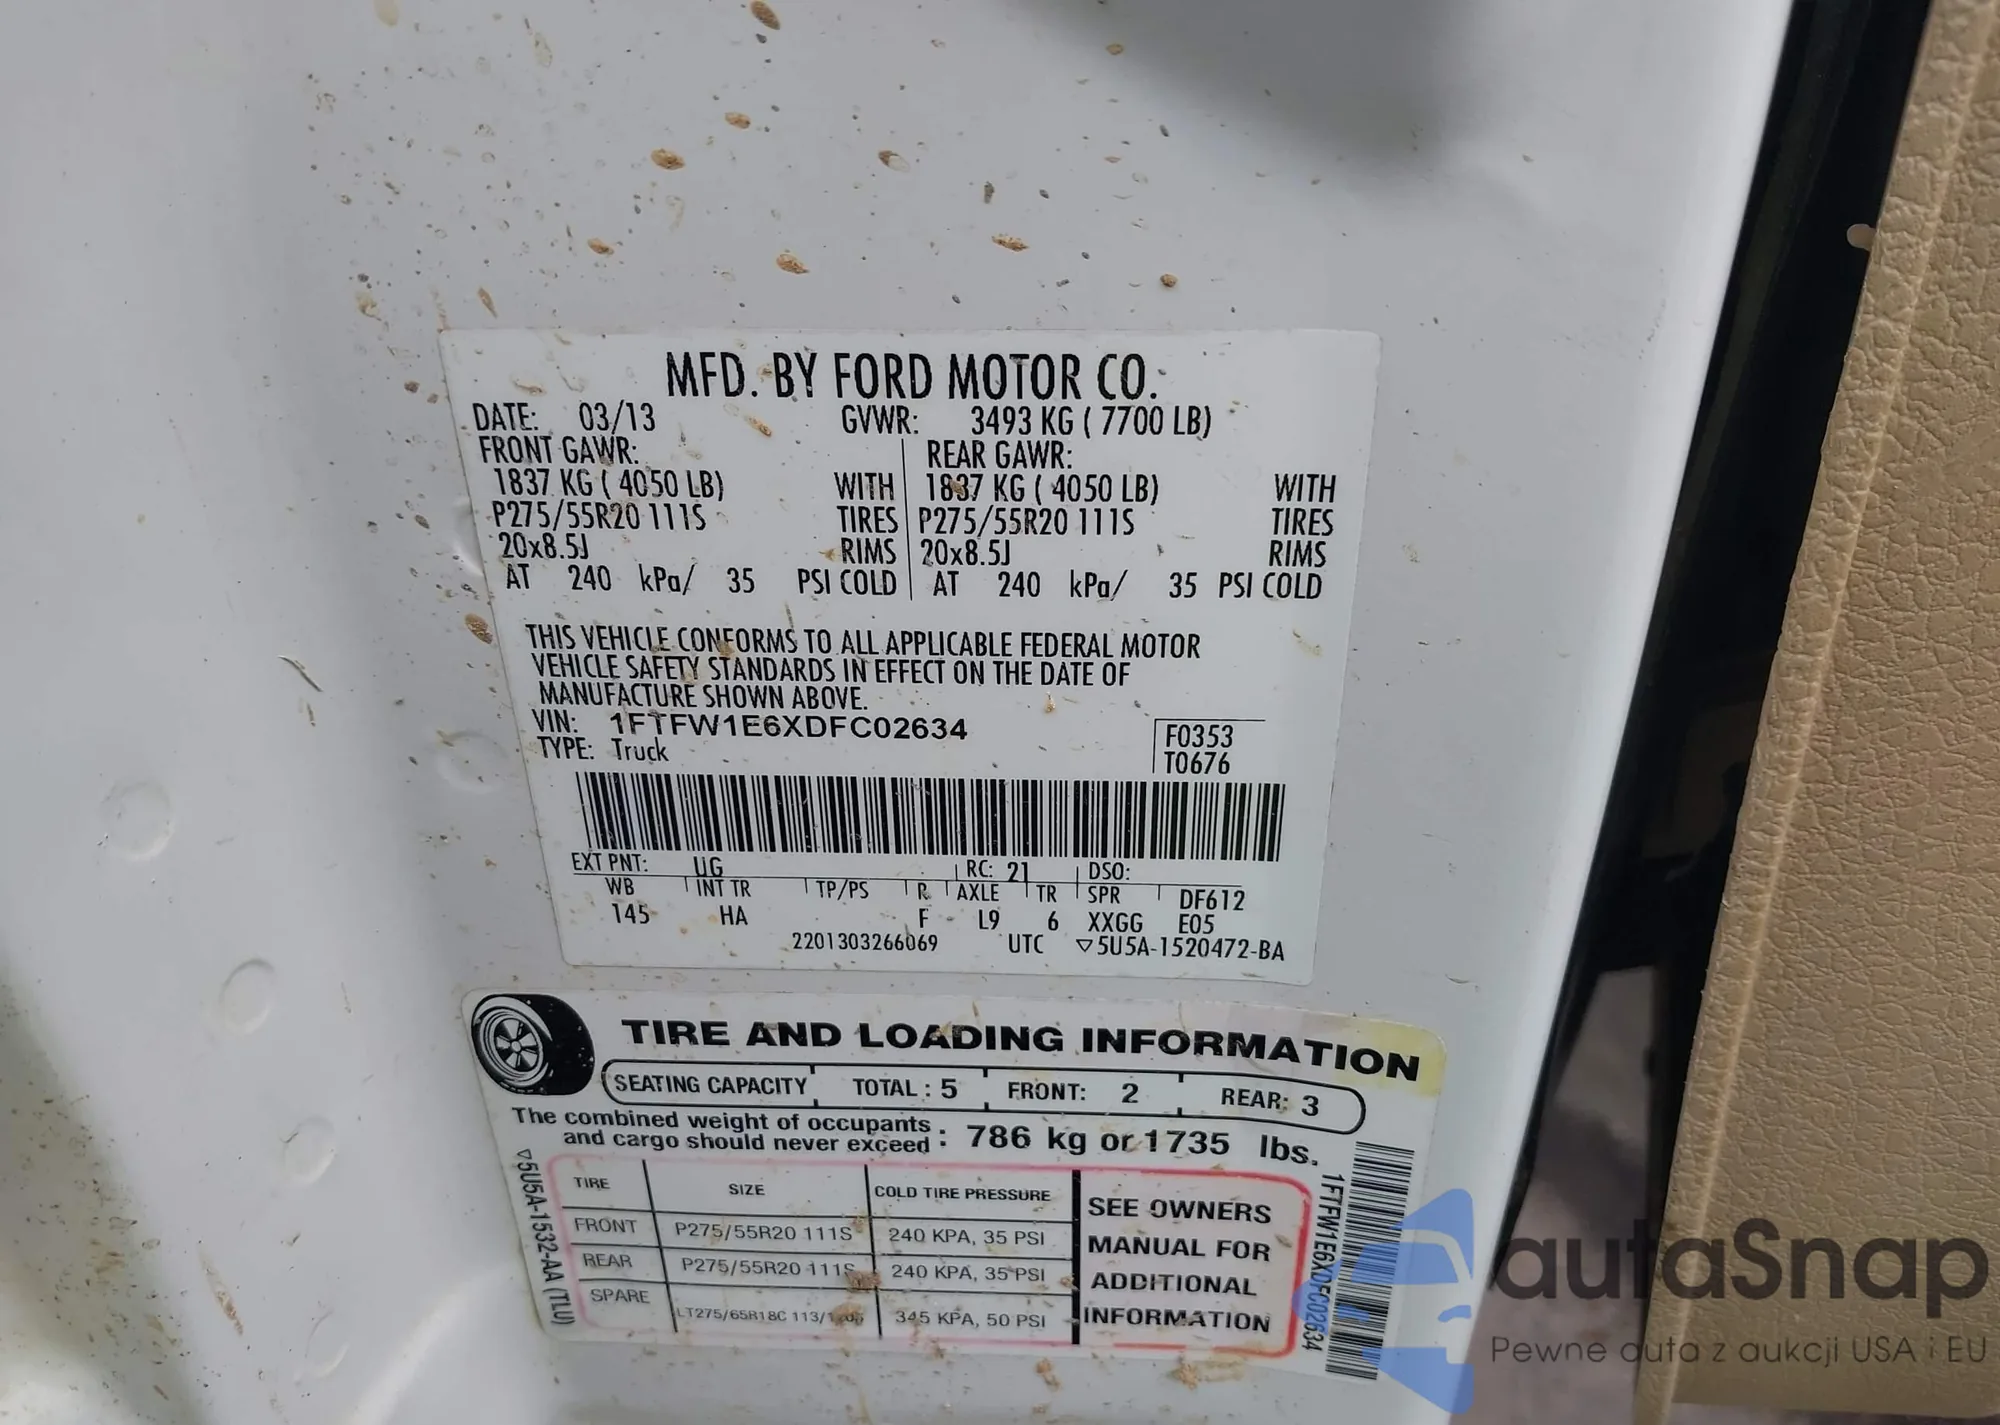 MFD. BY FORD MOTOR CO.
DATE: 03/13 GVWR: 3493 KG ( 7700 LB)
FRONT GAWR: REAR GAWR:
1837 KG ( 4050 LB) WITH 1837 KG ( 4050 LB) WITH
P275/55R20 111S TIRES P275/55R20 111S TIRES
20x8.5J RIMS 20x8.5J RIMS
AT 240 kPa/ 35 PSI COLD AT 240 kPa/ 35 PSI COLD
THIS VEHICLE CONFORMS TO ALL APPLICABLE FEDERAL MOTOR
VEHICLE SAFETY STANDARDS IN EFFECT ON THE DATE OF
MANUFACTURE SHOWN ABOVE.
VIN: 1FTFW1E6XDFC02634 F0353
TYPE: Truck T0676
EXT PNT: UG RC: 21 DSO:
WB INT TR TP/PS R AXLE TR SPR DF612
145 HA F L9 6 XXGG E05
2201303266069 UTC ▽5U5A-1520472-BA
TIRE AND LOADING INFORMATION
SEATING CAPACITY TOTAL : 5 FRONT: 2 REAR: 3
The combined weight of occupants
and cargo should never exceed : 786 kg or 1735 lbs.
TIRE SIZE COLD TIRE PRESSURE SEE OWNERS
FRONT P275/55R20 111S 240 KPA, 35 PSI MANUAL FOR
REAR P275/55R20 111S 240 KPA, 35 PSI ADDITIONAL
SPARE LT275/65R18C 345 KPA, 50 PSI INFORMATION
▽5U5A-1532-AA (TLU)
1FTFW1E6XDFC02634
autaSnap
Pewne auta z aukcji USA i EU